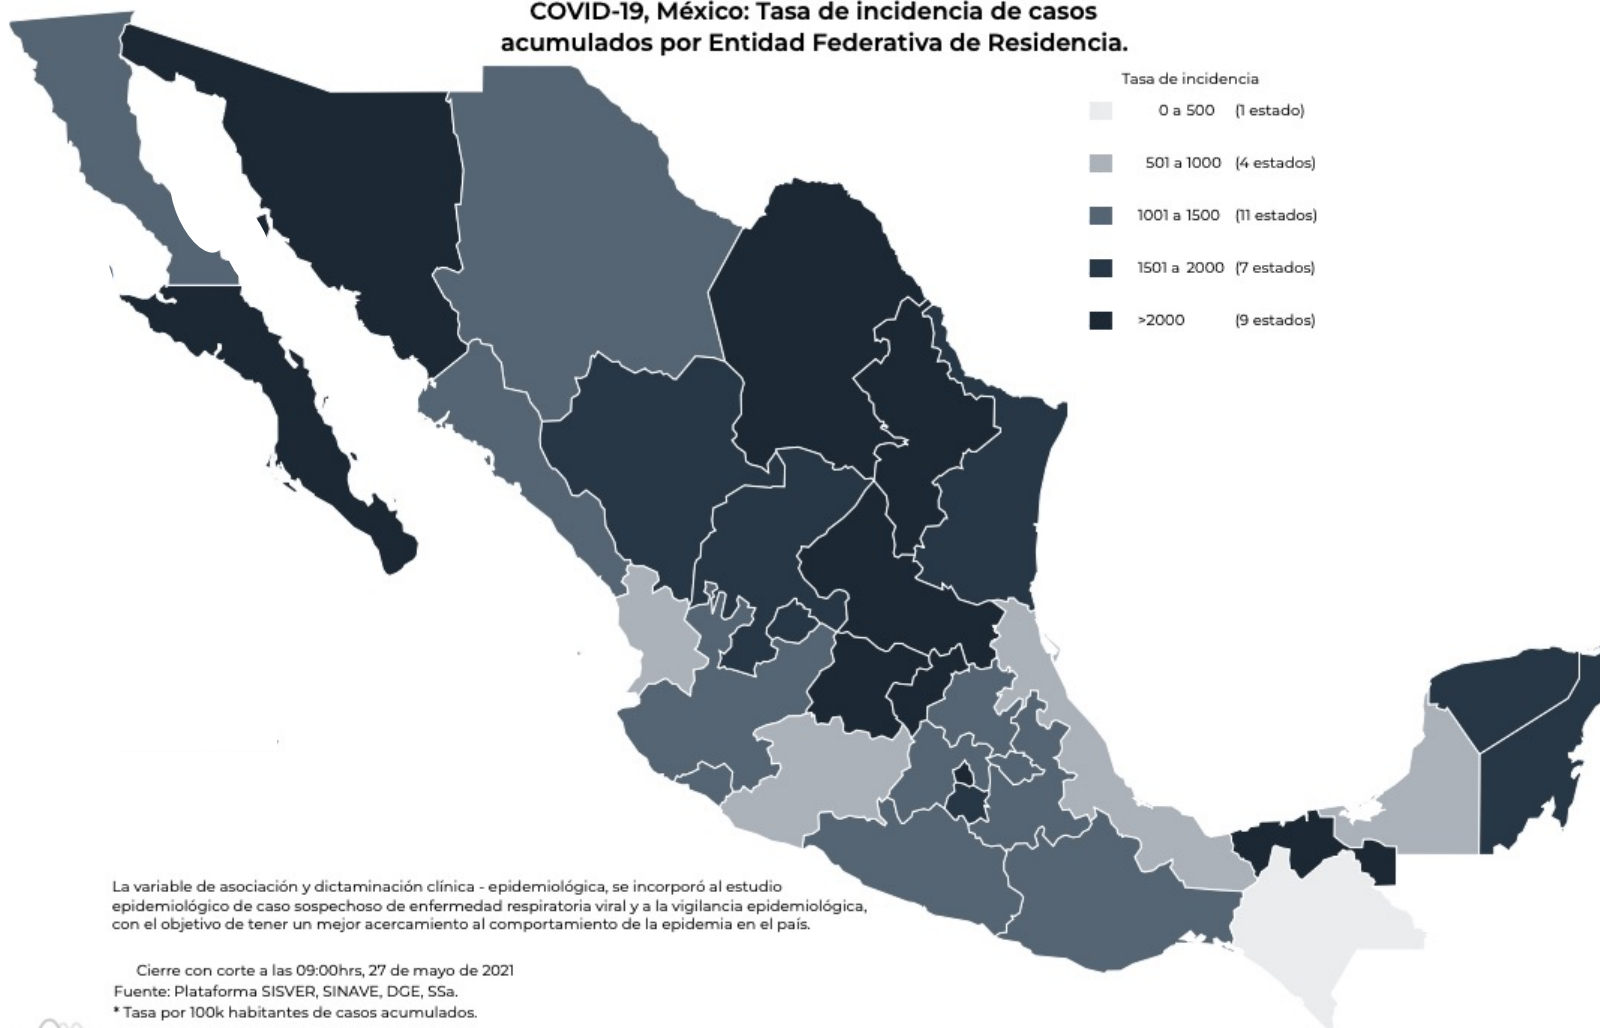 COVID-19, México: Tasa de incidencia de casos
acumulados por Entidad Federativa de Residencia.
Tasa de incidencia
0 a 500 (1 estado)
501 a 1000 (4 estados)
1001 a 1500 (11 estados)
1501 a 2000 (7 estados)
>2000 (9 estados)
La variable de asociación y dictaminación clínica - epidemiológica, se incorporó al estudio
epidemiológico de caso sospechoso de enfermedad respiratoria viral y a la vigilancia epidemiológica,
con el objetivo de tener un mejor acercamiento al comportamiento de la epidemia en el país.
Cierre con corte a las 09:00hrs, 27 de mayo de 2021
Fuente: Plataforma SISVER, SINAVE, DGE, SSa.
* Tasa por 100k habitantes de casos acumulados.